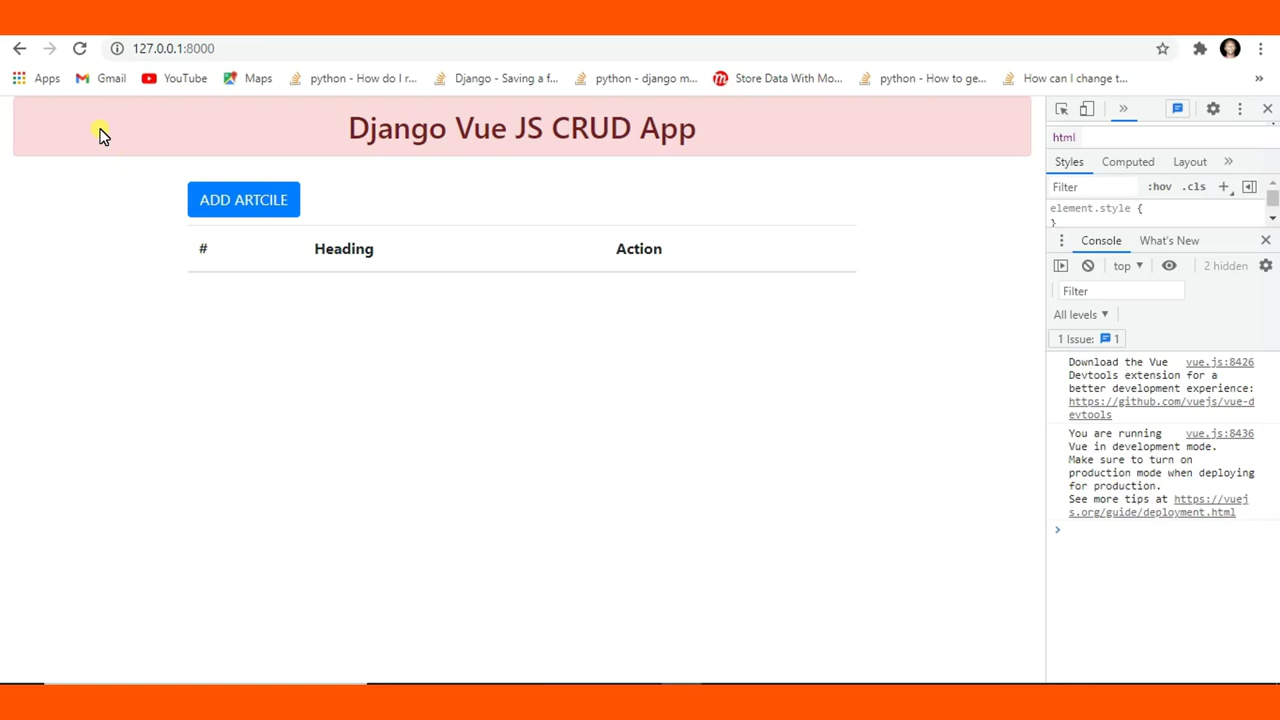 127.0.0.1:8000
Apps Gmail YouTube Maps python - How do I r... Django - Saving a f... python - django m... Store Data With Mo... python - How to ge... How can I change t... »
Django Vue JS CRUD App
ADD ARTCILE
# Heading Action
html
Styles Computed Layout »
Filter :hov .cls +
element.style {
}
Console What's New
top ▼ 2 hidden
Filter
All levels ▼
1 Issue: 1
Download the Vue vue.js:8426
Devtools extension for a
better development experience:
https://github.com/vuejs/vue-d
evtools
You are running vue.js:8436
Vue in development mode.
Make sure to turn on
production mode when deploying
for production.
See more tips at https://vuej
s.org/guide/deployment.html
>